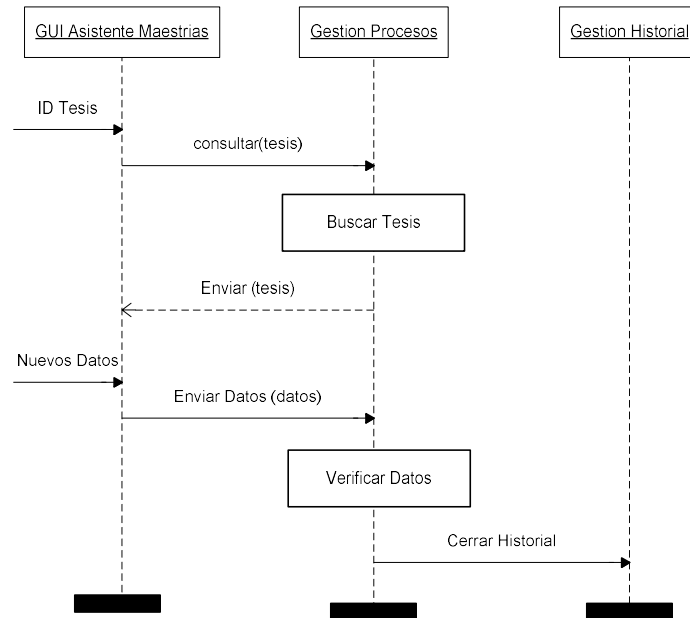 GUI Asistente Maestrias
Gestion Procesos
Gestion Historial
ID Tesis
consultar(tesis)
Buscar Tesis
Enviar (tesis)
Nuevos Datos
Enviar Datos (datos)
Verificar Datos
Cerrar Historial